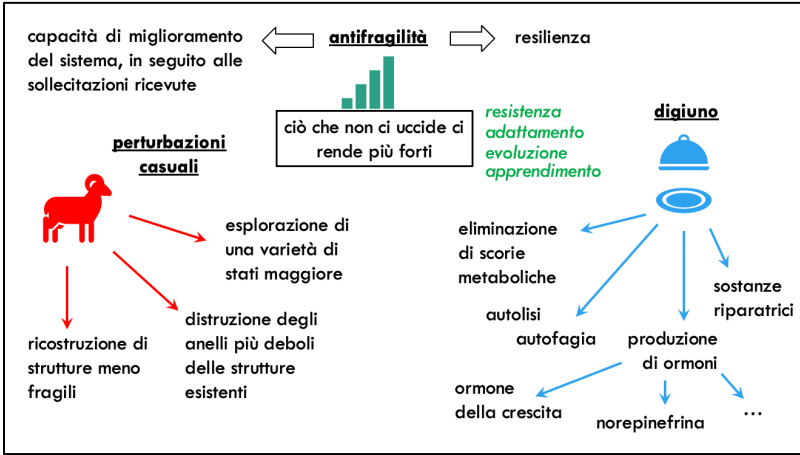 capacità di miglioramento
del sistema, in seguito alle
sollecitazioni ricevute
antifragilità
resilienza
ciò che non ci uccide ci
rende più forti
resistenza
adattamento
evoluzione
apprendimento
digiuno
perturbazioni
casuali
esplorazione di
una varietà di
stati maggiore
distruzione degli
anelli più deboli
delle strutture
esistenti
ricostruzione di
strutture meno
fragili
eliminazione
di scorie
metaboliche
autolisi
autofagia
produzione
di ormoni
sostanze
riparatrici
ormone
della crescita
norepinefrina
...